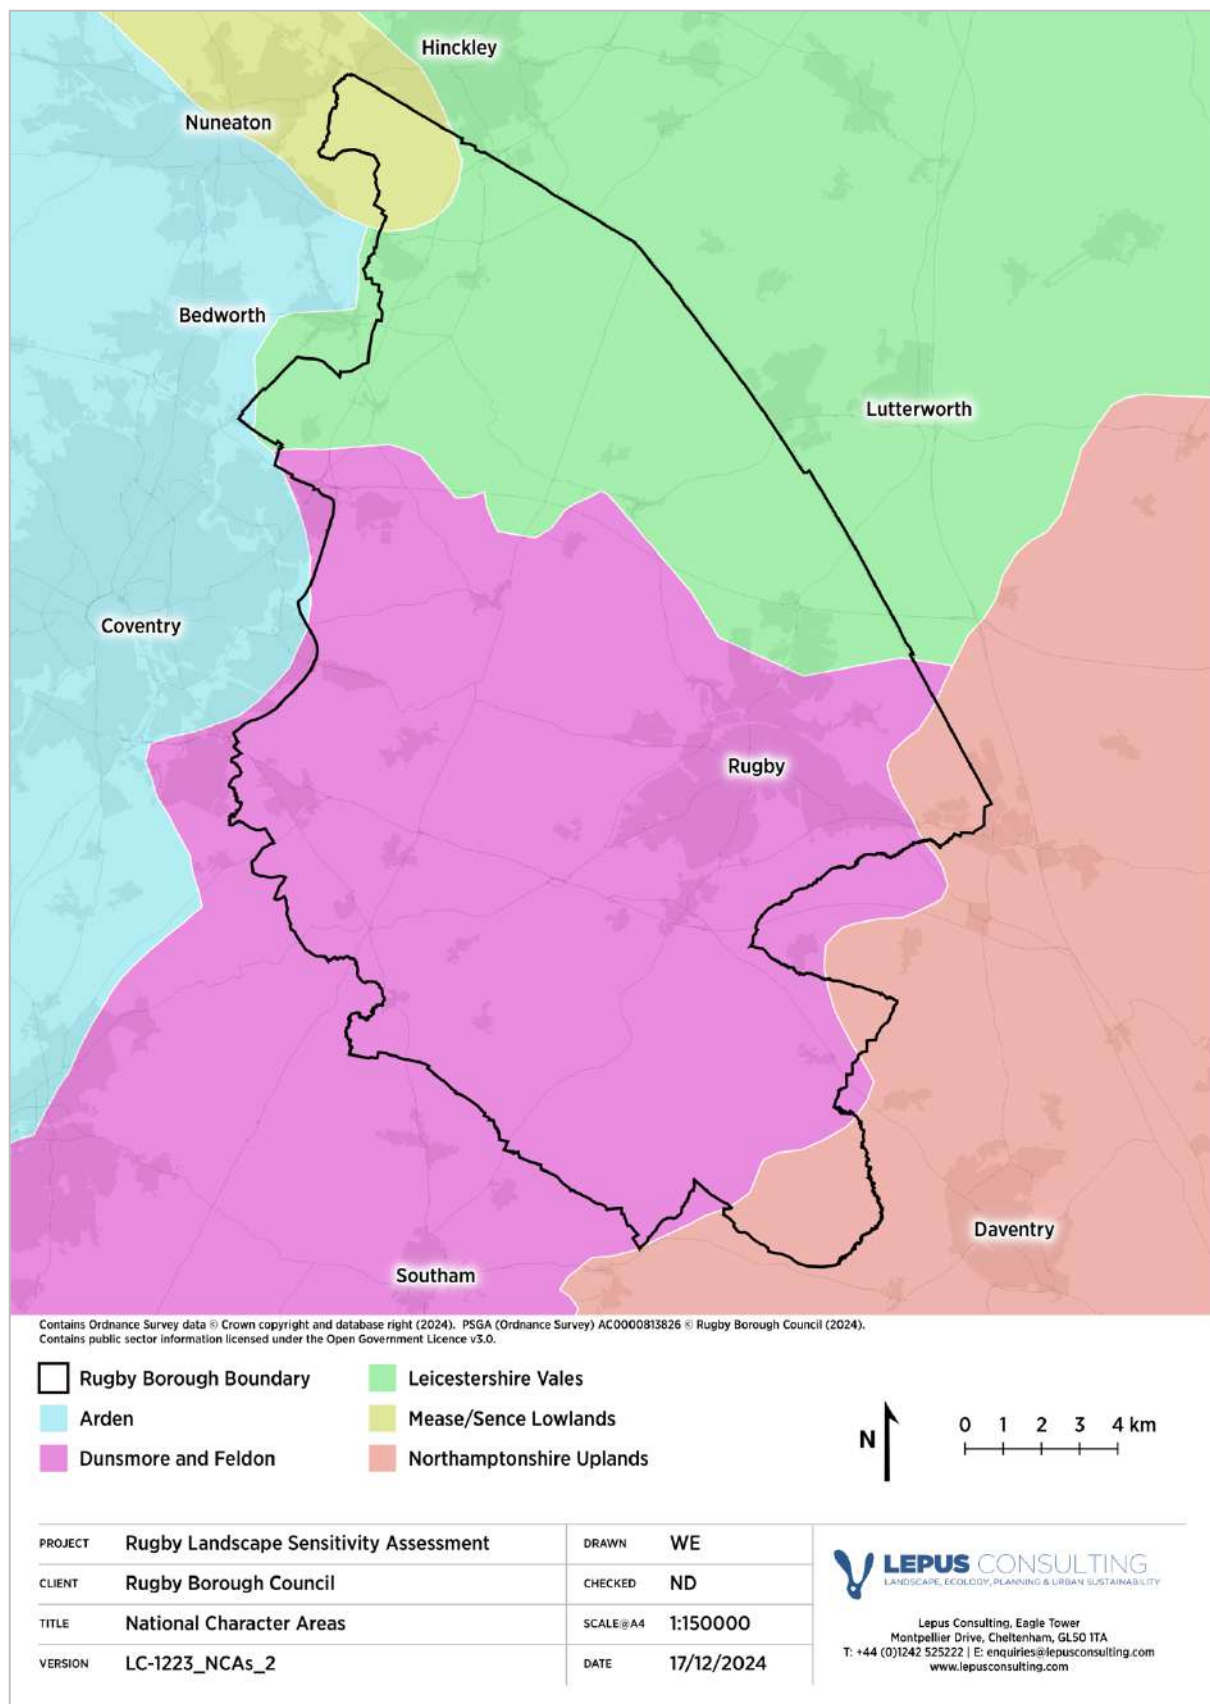 Hinckley
Nuneaton
Bedworth
Lutterworth
Coventry
Rugby
Daventry
Southam
Contains Ordnance Survey data © Crown copyright and database right (2024). PSGA (Ordnance Survey) AC0000813826 © Rugby Borough Council (2024).
Contains public sector information licensed under the Open Government Licence v3.0.
Rugby Borough Boundary
Arden
Dunsmore and Feldon
Leicestershire Vales
Mease/Sence Lowlands
Northamptonshire Uplands
N
0 1 2 3 4 km
PROJECT Rugby Landscape Sensitivity Assessment
CLIENT Rugby Borough Council
TITLE National Character Areas
VERSION LC-1223_NCAs_2
DRAWN WE
CHECKED ND
SCALE@A4 1:150000
DATE 17/12/2024
LEPUS CONSULTING
LANDSCAPE, ECOLOGY, PLANNING & URBAN SUSTAINABILITY
Lepus Consulting, Eagle Tower
Montpellier Drive, Cheltenham, GL50 1TA
T: +44 (0)1242 525222 | E: enquiries@lepusconsulting.com
www.lepusconsulting.com